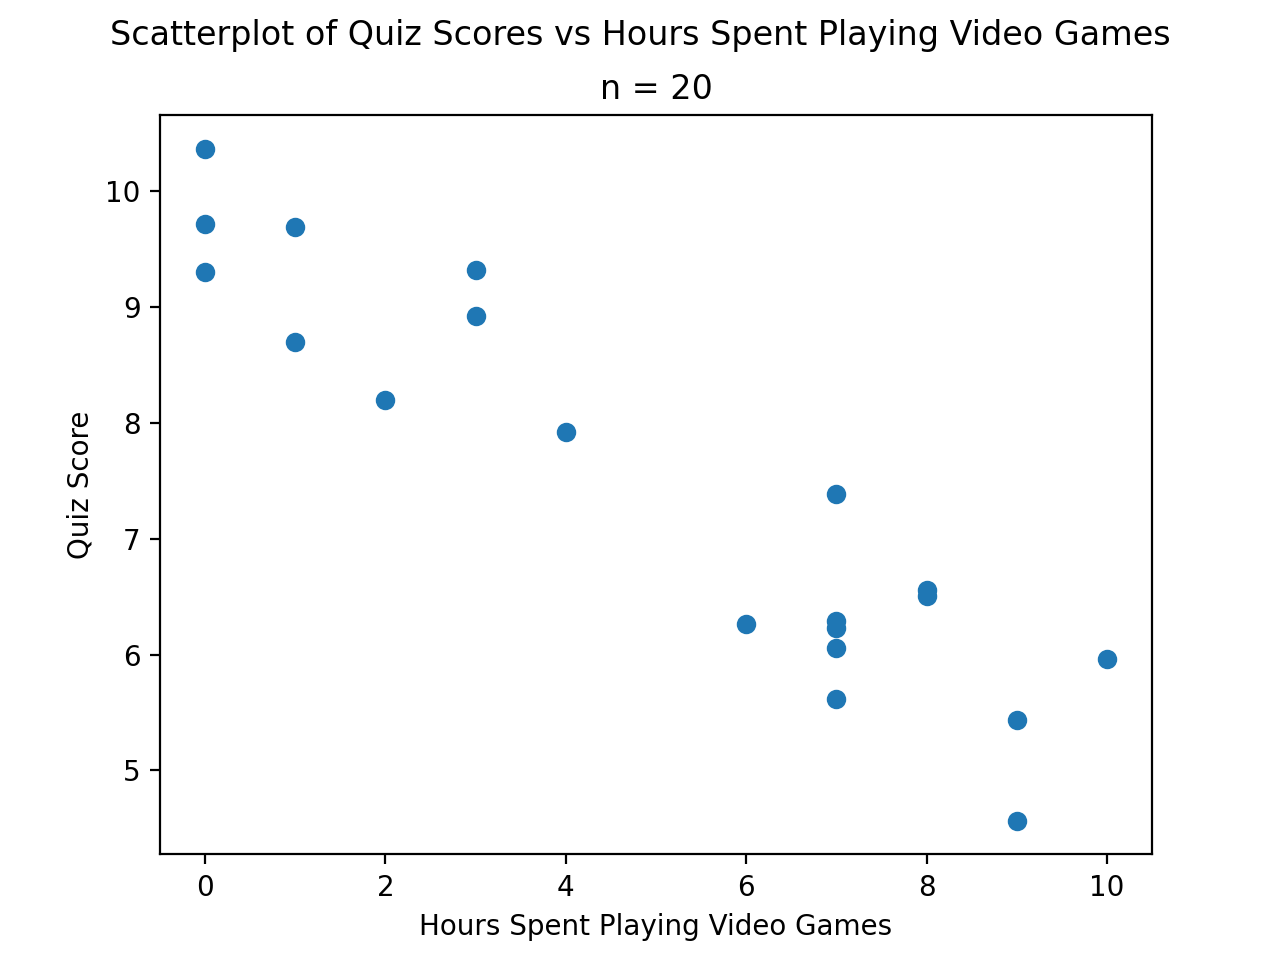 Scatterplot of Quiz Scores vs Hours Spent Playing Video Games
n = 20
10
9
8
7
6
5
Quiz Score
0 2 4 6 8 10
Hours Spent Playing Video Games